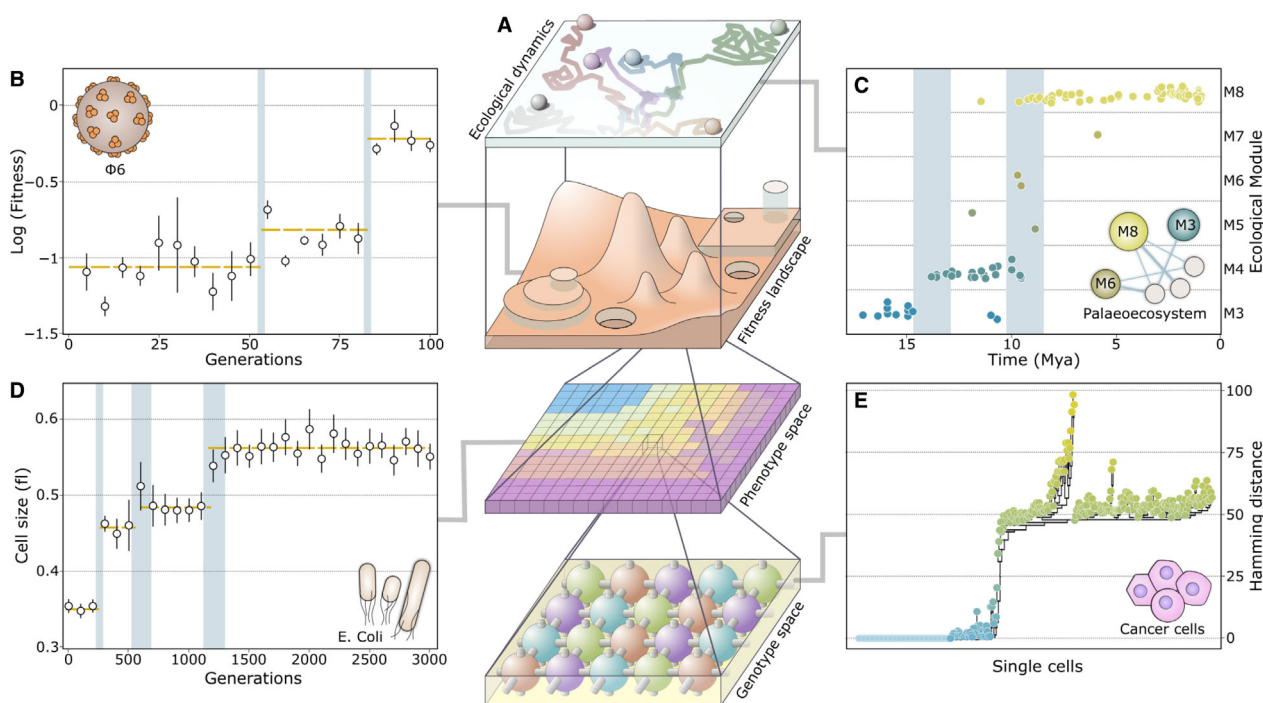 A
Ecological dynamics
Fitness landscape
Phenotype space
Genotype space
B
Log (Fitness)
0
−0.5
−1
−1.5
Φ6
0 25 50 75 100
Generations
C
M8
M7
M6
M5
M4
M3
Ecological Module
M8 M3
M6
Palaeoecosystem
15 10 5 0
Time (Mya)
D
Cell size (fl)
0.6
0.5
0.4
0.3
E. Coli
0 500 1000 1500 2000 2500 3000
Generations
E
100
75
50
25
0
Hamming distance
Cancer cells
Single cells